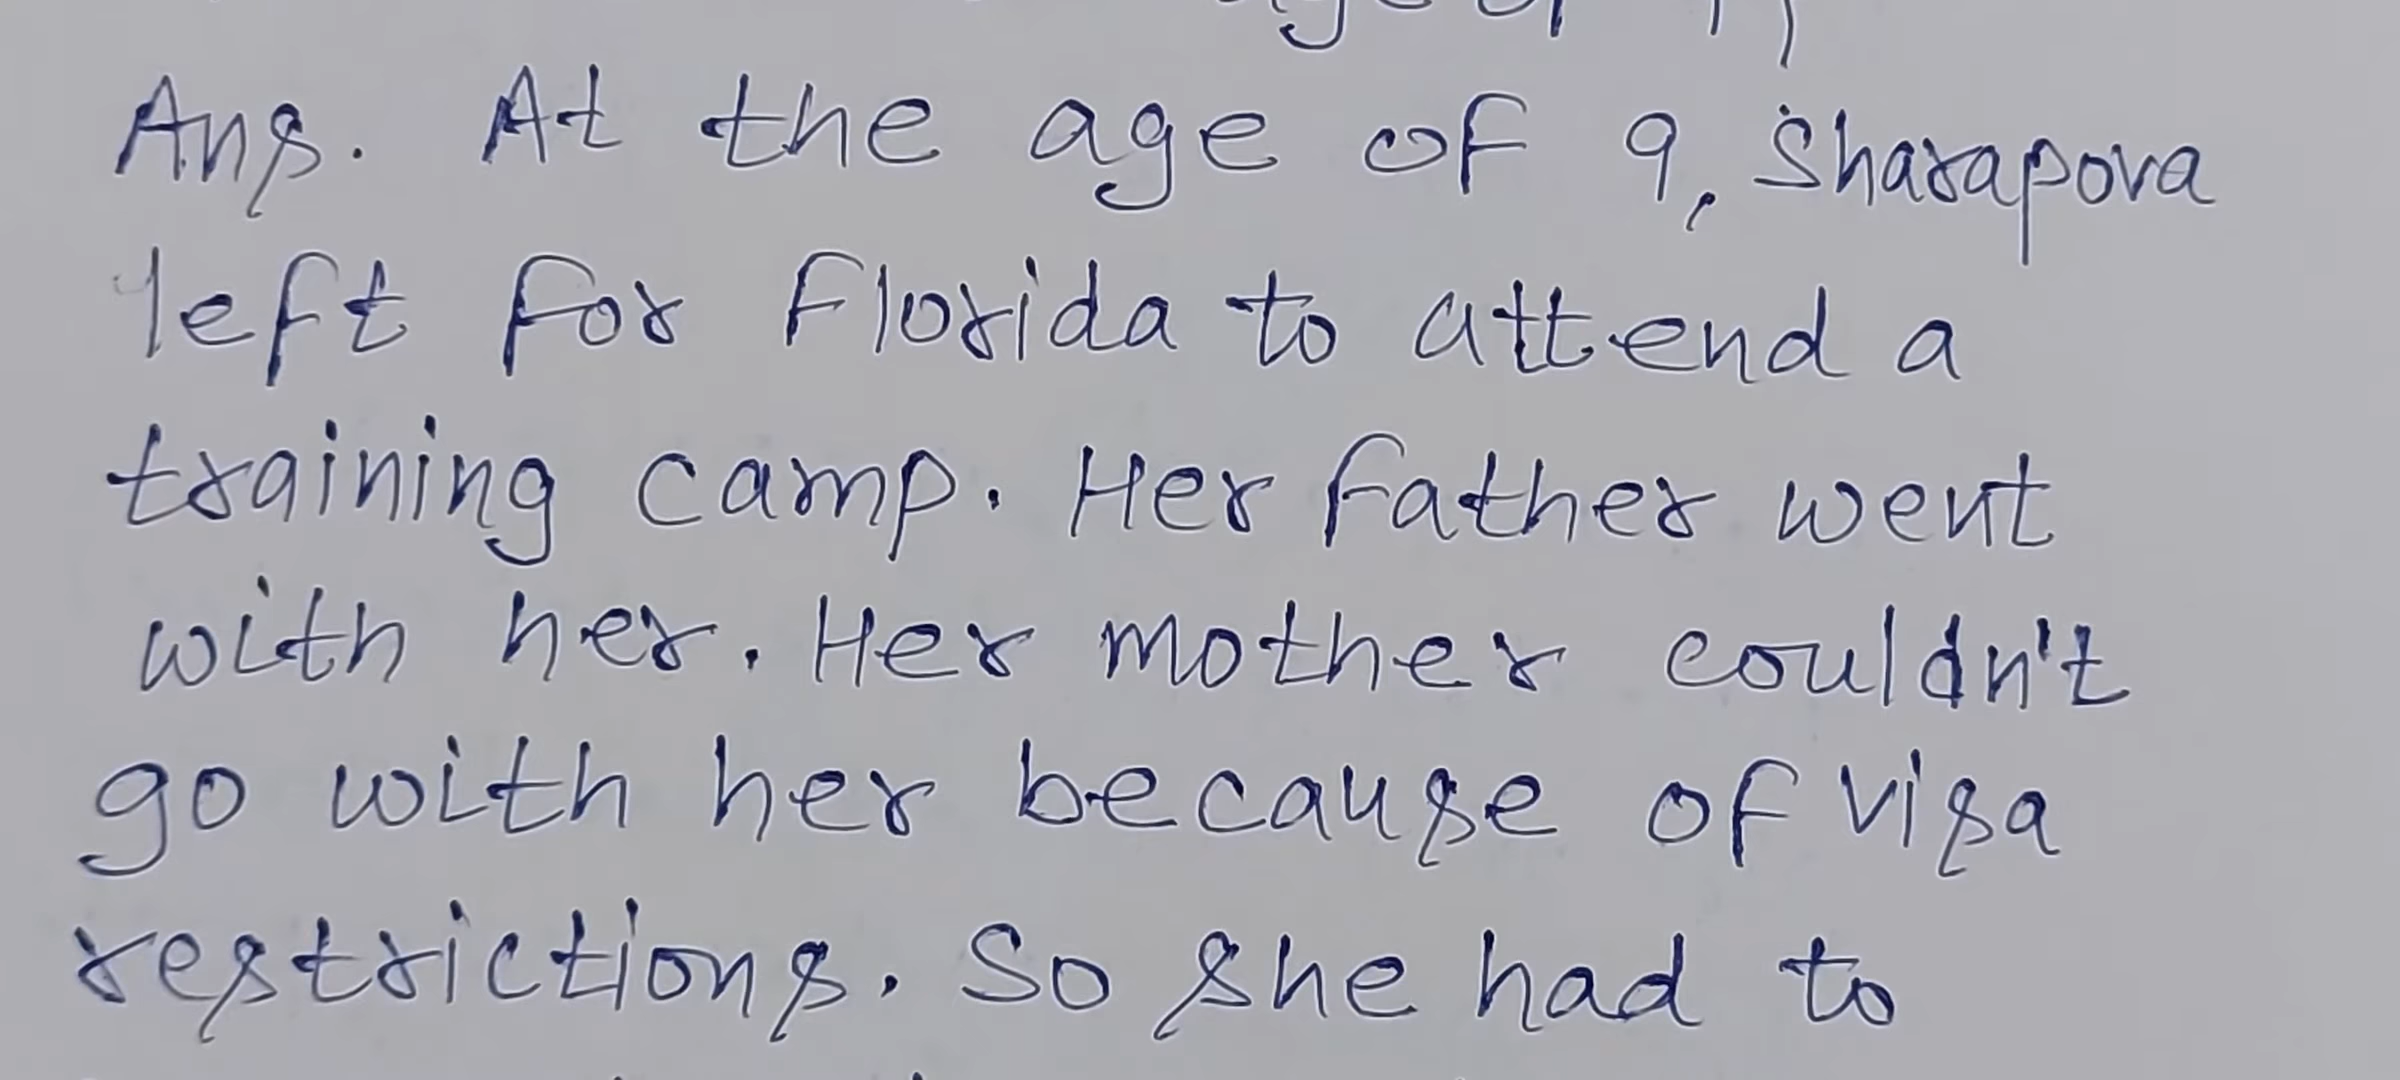 Ans. At the age of 9, Sharapova
left for Florida to attend a
training camp. Her father went
with her. Her mother couldn't
go with her because of visa
restrictions. So she had to